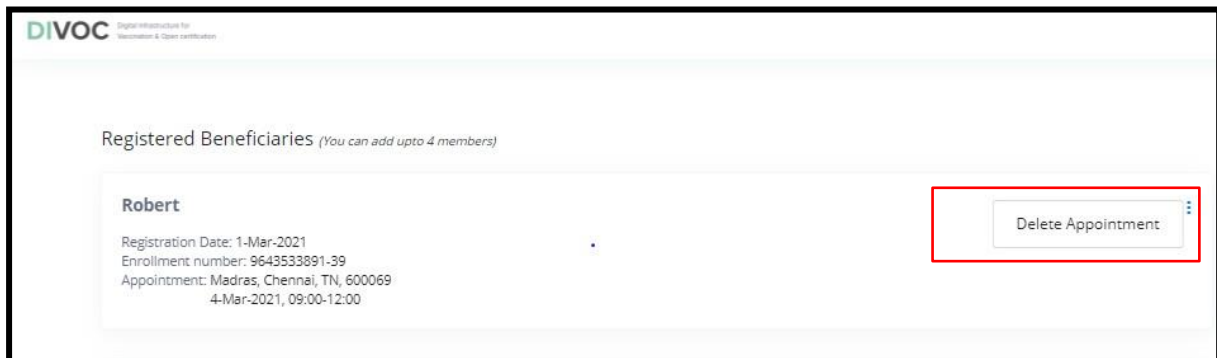 DIVOC Digital Infrastructure for
Vaccination & Open certification
Registered Beneficiaries (You can add upto 4 members)
Robert
Delete Appointment
Registration Date: 1-Mar-2021
Enrollment number: 9643533891-39
Appointment: Madras, Chennai, TN, 600069
4-Mar-2021, 09:00-12:00